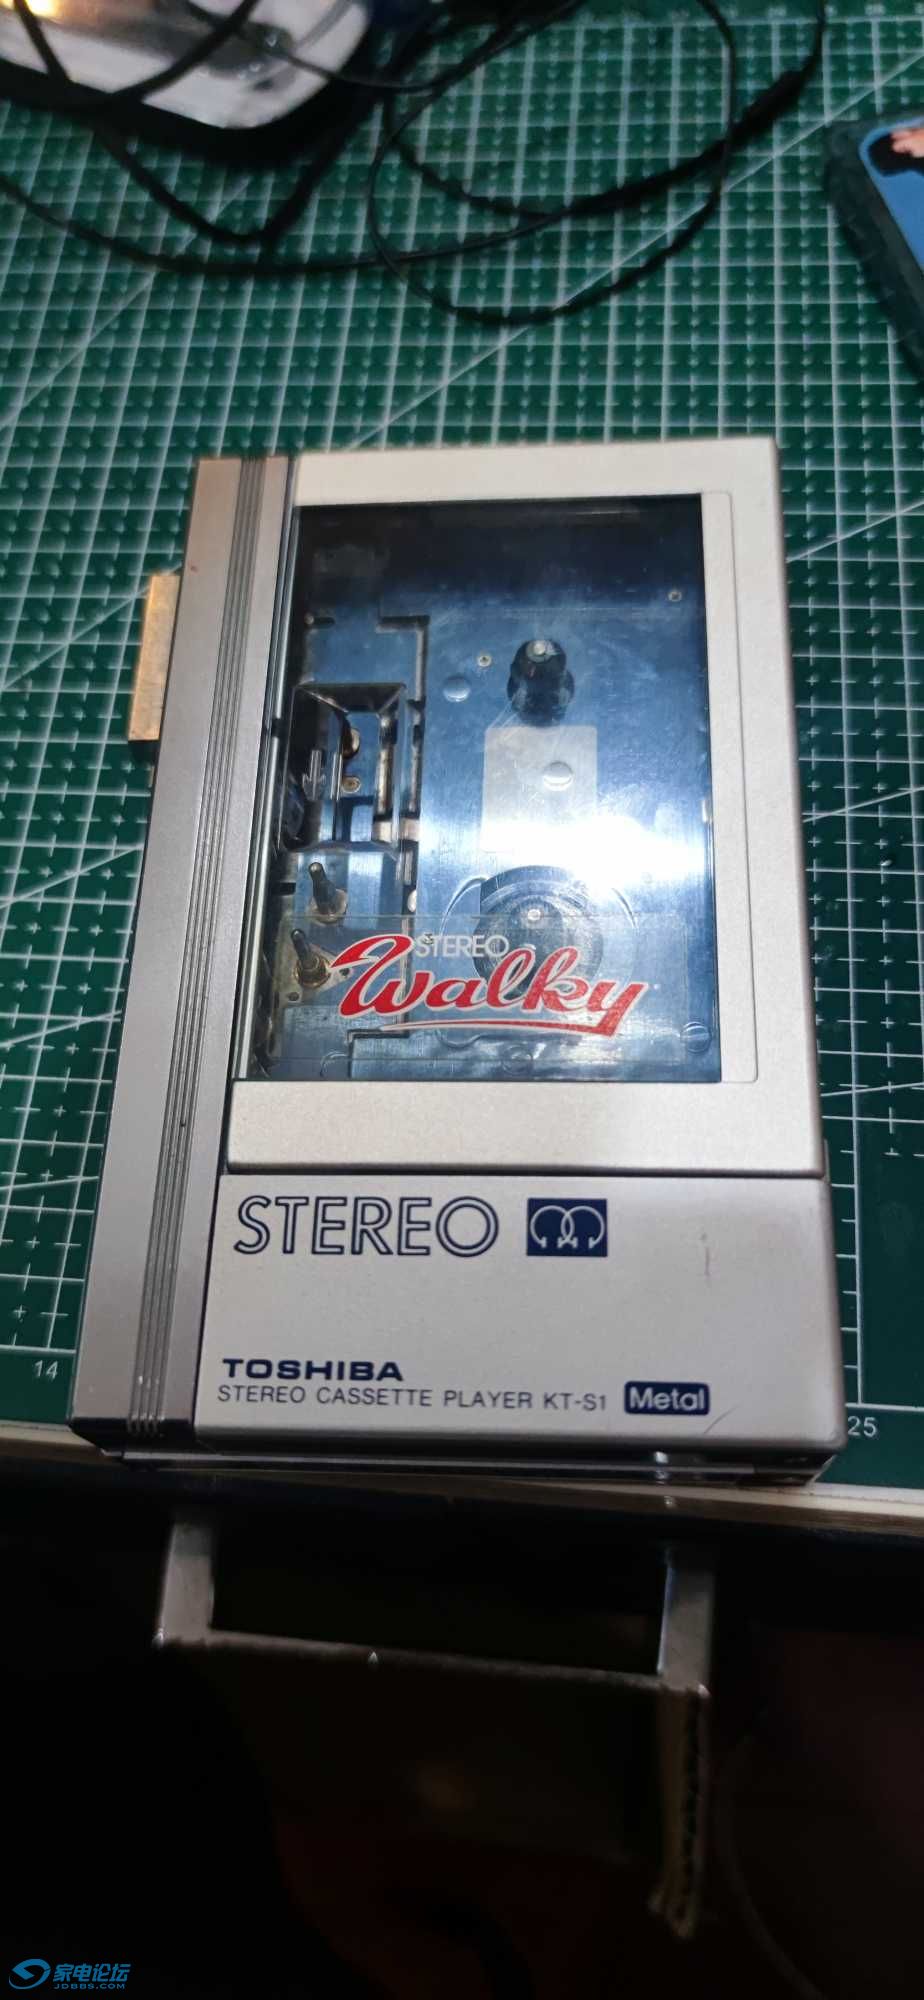 STEREO
Walky
STEREO
TOSHIBA
STEREO CASSETTE PLAYER KT-S1 Metal
14
25
家电论坛
JDBBS.COM